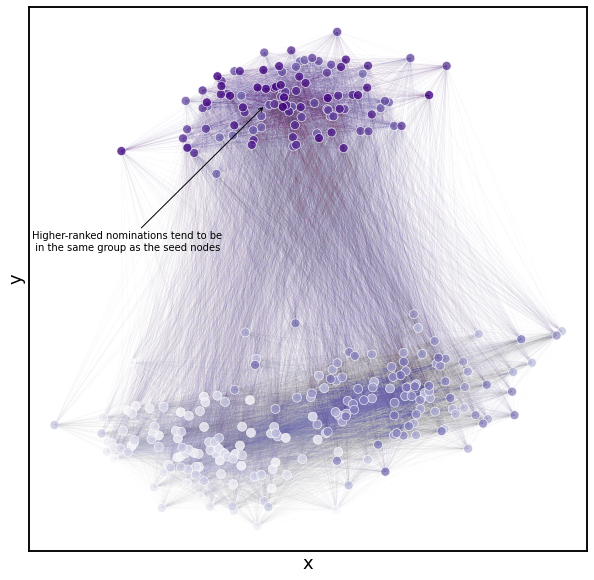 Higher-ranked nominations tend to be
in the same group as the seed nodes
y
x